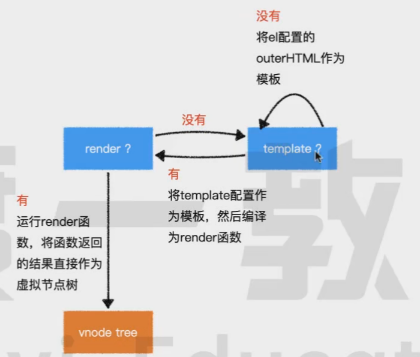 没有
将el配置的
outerHTML作为
模板
没有
render ?
template ?
有
将template配置作
为模板，然后编译
为render函数
有
运行render函
数，将函数返回
的结果直接作为
虚拟节点树
vnode tree